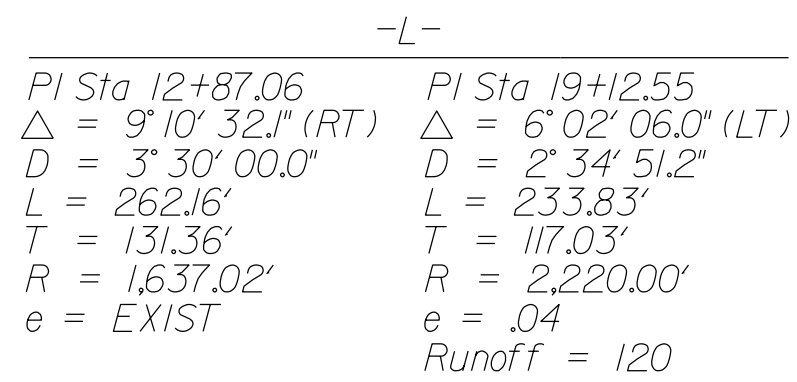 -L-
PI Sta 12+87.06
△ = 9° 10' 32.1" (RT)
D = 3° 30' 00.0"
L = 262.16'
T = 131.36'
R = 1,637.02'
e = EXIST
PI Sta 19+12.55
△ = 6° 02' 06.0" (LT)
D = 2° 34' 51.2"
L = 233.83'
T = 117.03'
R = 2,220.00'
e = .04
Runoff = 120